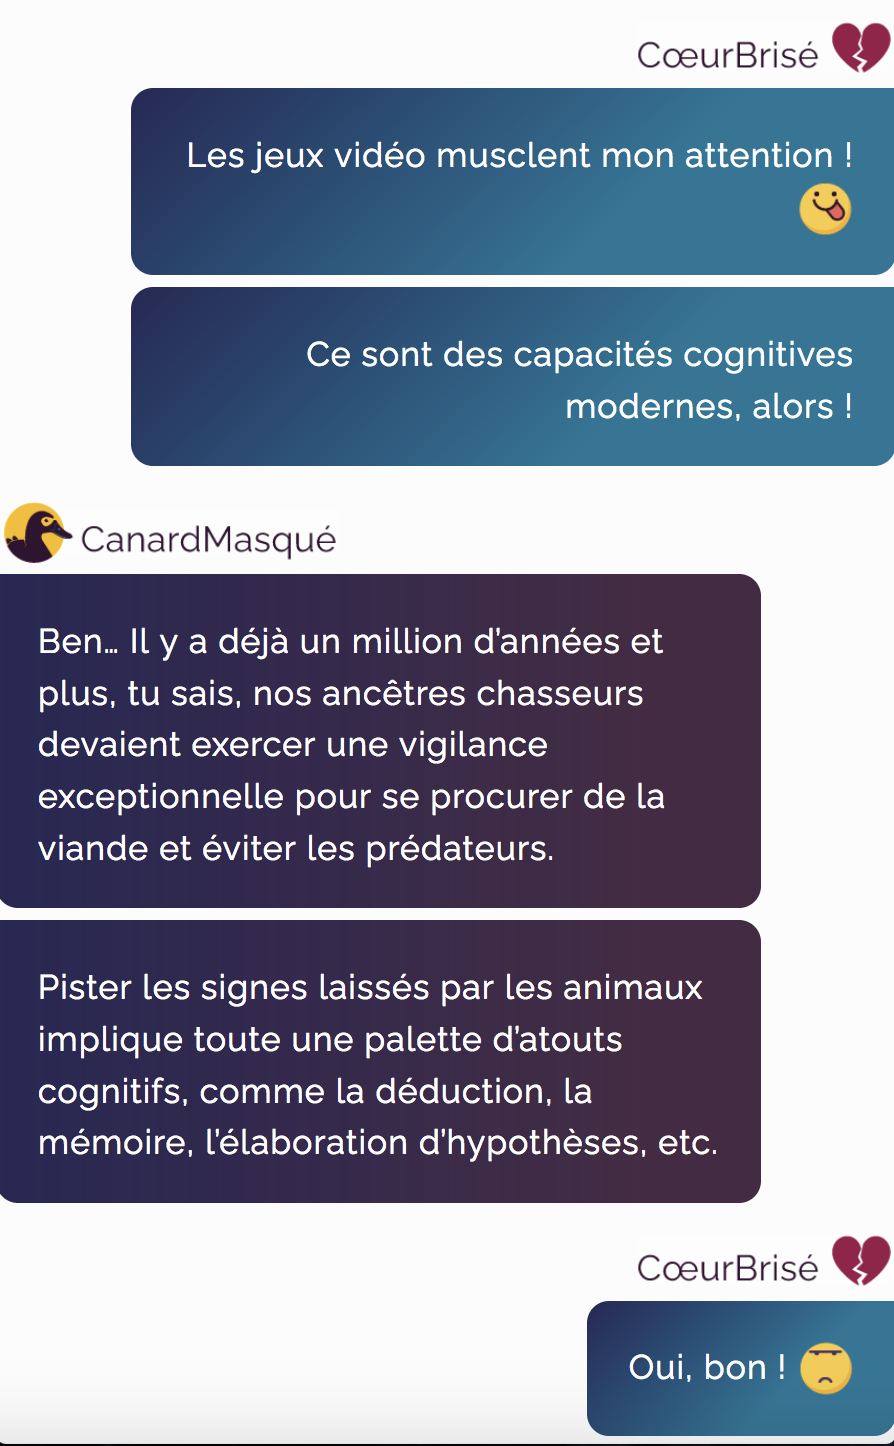 CœurBrisé
Les jeux vidéo musclent mon attention !
Ce sont des capacités cognitives
modernes, alors !
CanardMasqué
Ben… Il y a déjà un million d’années et
plus, tu sais, nos ancêtres chasseurs
devaient exercer une vigilance
exceptionnelle pour se procurer de la
viande et éviter les prédateurs.
Pister les signes laissés par les animaux
implique toute une palette d’atouts
cognitifs, comme la déduction, la
mémoire, l’élaboration d’hypothèses, etc.
CœurBrisé
Oui, bon !